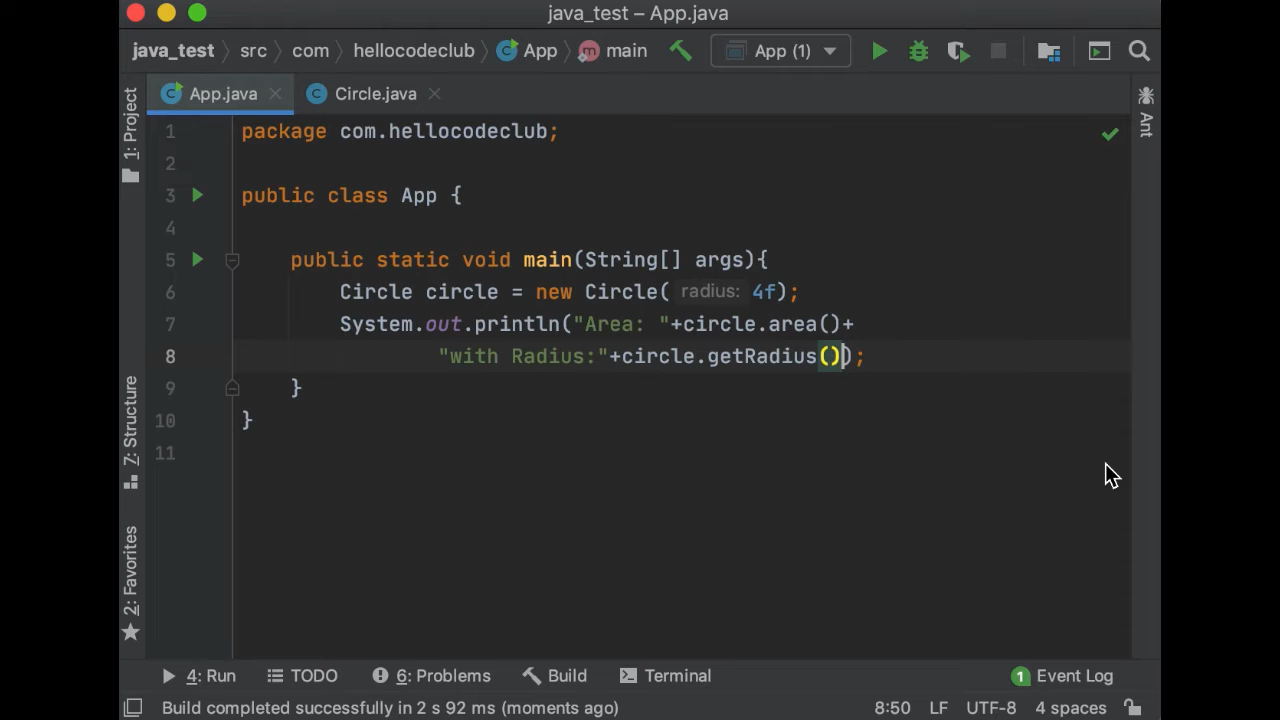 java_test – App.java
java_test src com hellocodeclub App main App (1)
App.java Circle.java
1: Project
7: Structure
2: Favorites
Ant
1 package com.hellocodeclub;
2
3 public class App {
4
5 public static void main(String[] args){
6 Circle circle = new Circle( radius: 4f);
7 System.out.println("Area: "+circle.area()+
8 "with Radius:"+circle.getRadius());
9 }
10 }
11
4: Run TODO 6: Problems Build Terminal 1 Event Log
Build completed successfully in 2 s 92 ms (moments ago) 8:50 LF UTF-8 4 spaces